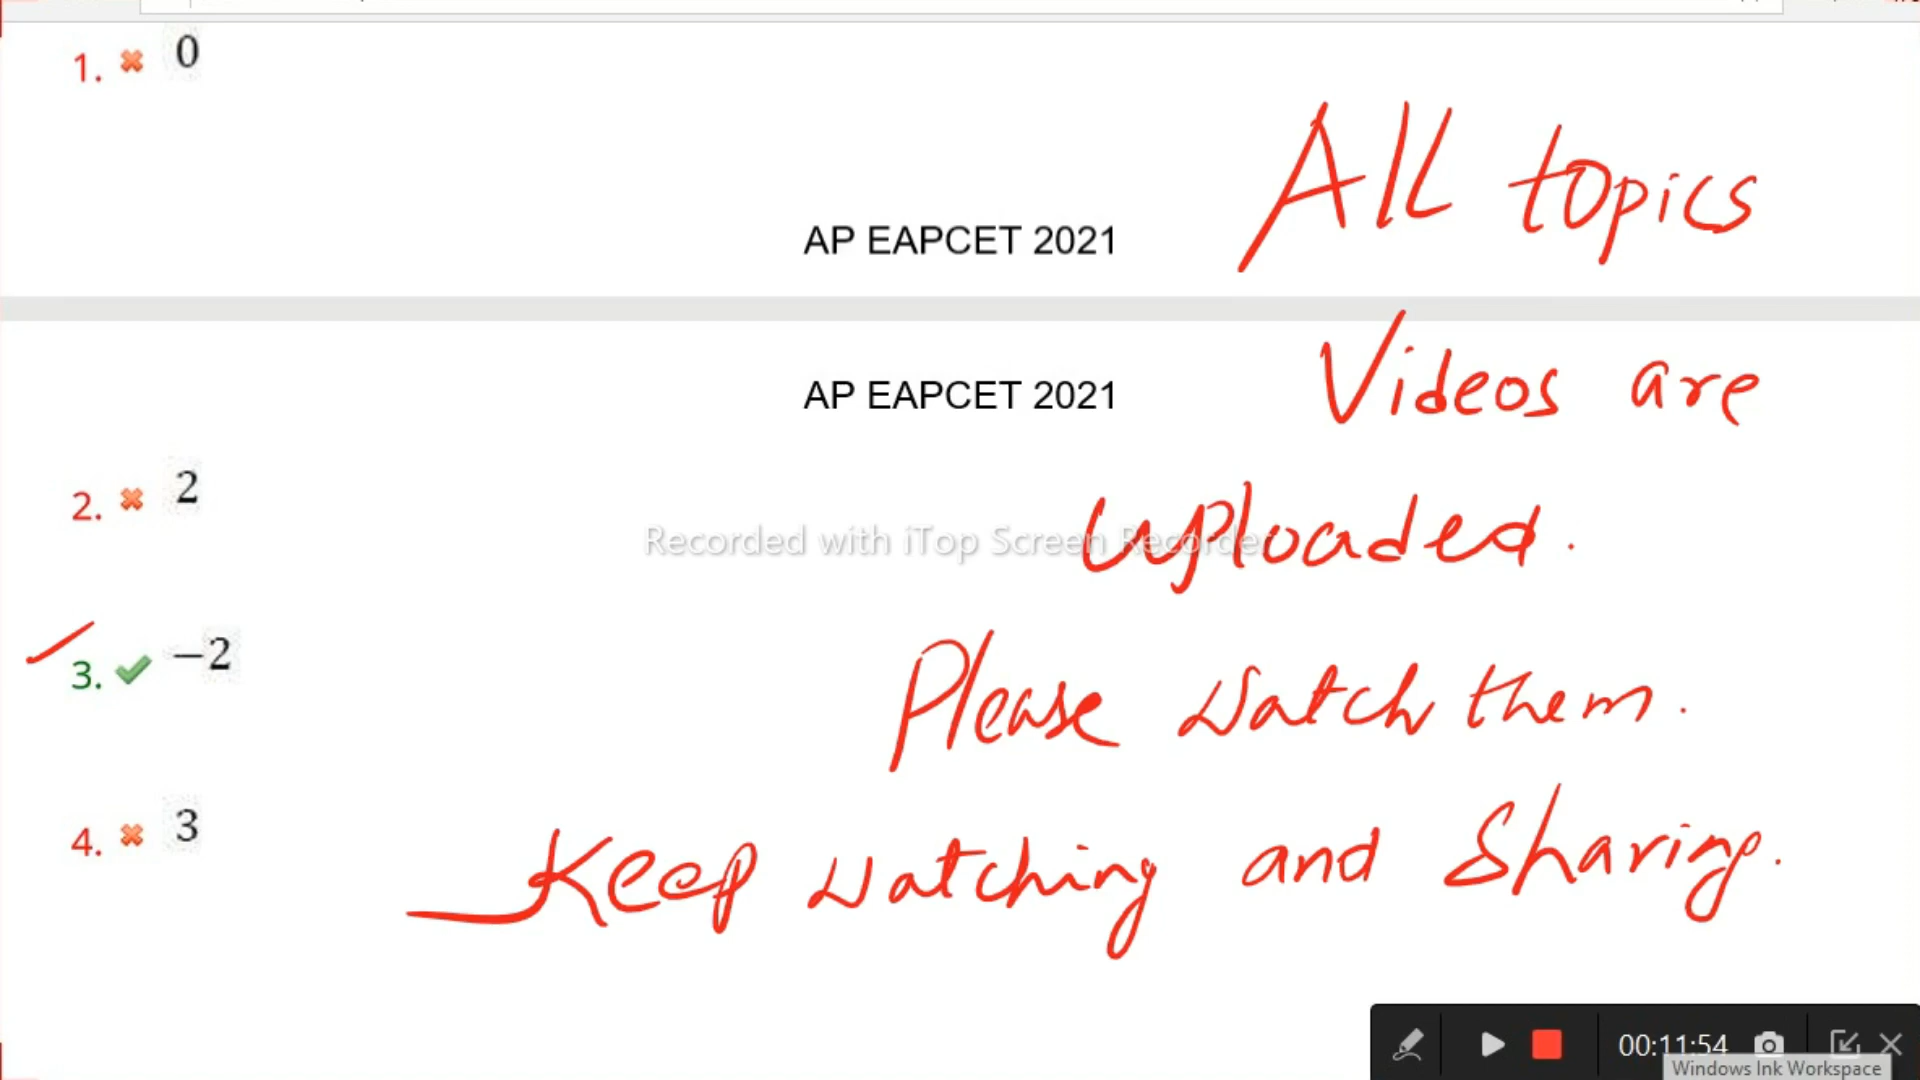 1. 0
All topics
AP EAPCET 2021
Videos are
AP EAPCET 2021
2. 2
uploaded.
Recorded with iTop Screen Recorder
3. -2
Please watch them.
4. 3
Keep watching and sharing.
00:11:54
Windows Ink Workspace